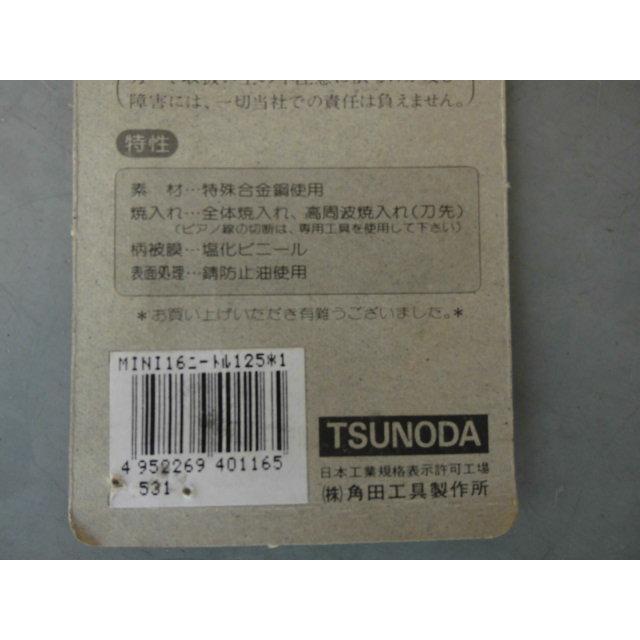 障害には、一切当社での責任は負えません。
特性
素 材…特殊合金鋼使用
焼入れ…全体焼入れ、高周波焼入れ(刀先)
(ピアノ線の切断は、専用工具を使用して下さい)
柄被膜…塩化ビニール
表面処理…錆防止油使用
*お買い上げいただき有難うございました。*
MINI16ニートル125*1
4 952269 401165
531
TSUNODA
日本工業規格表示許可工場
(株)角田工具製作所